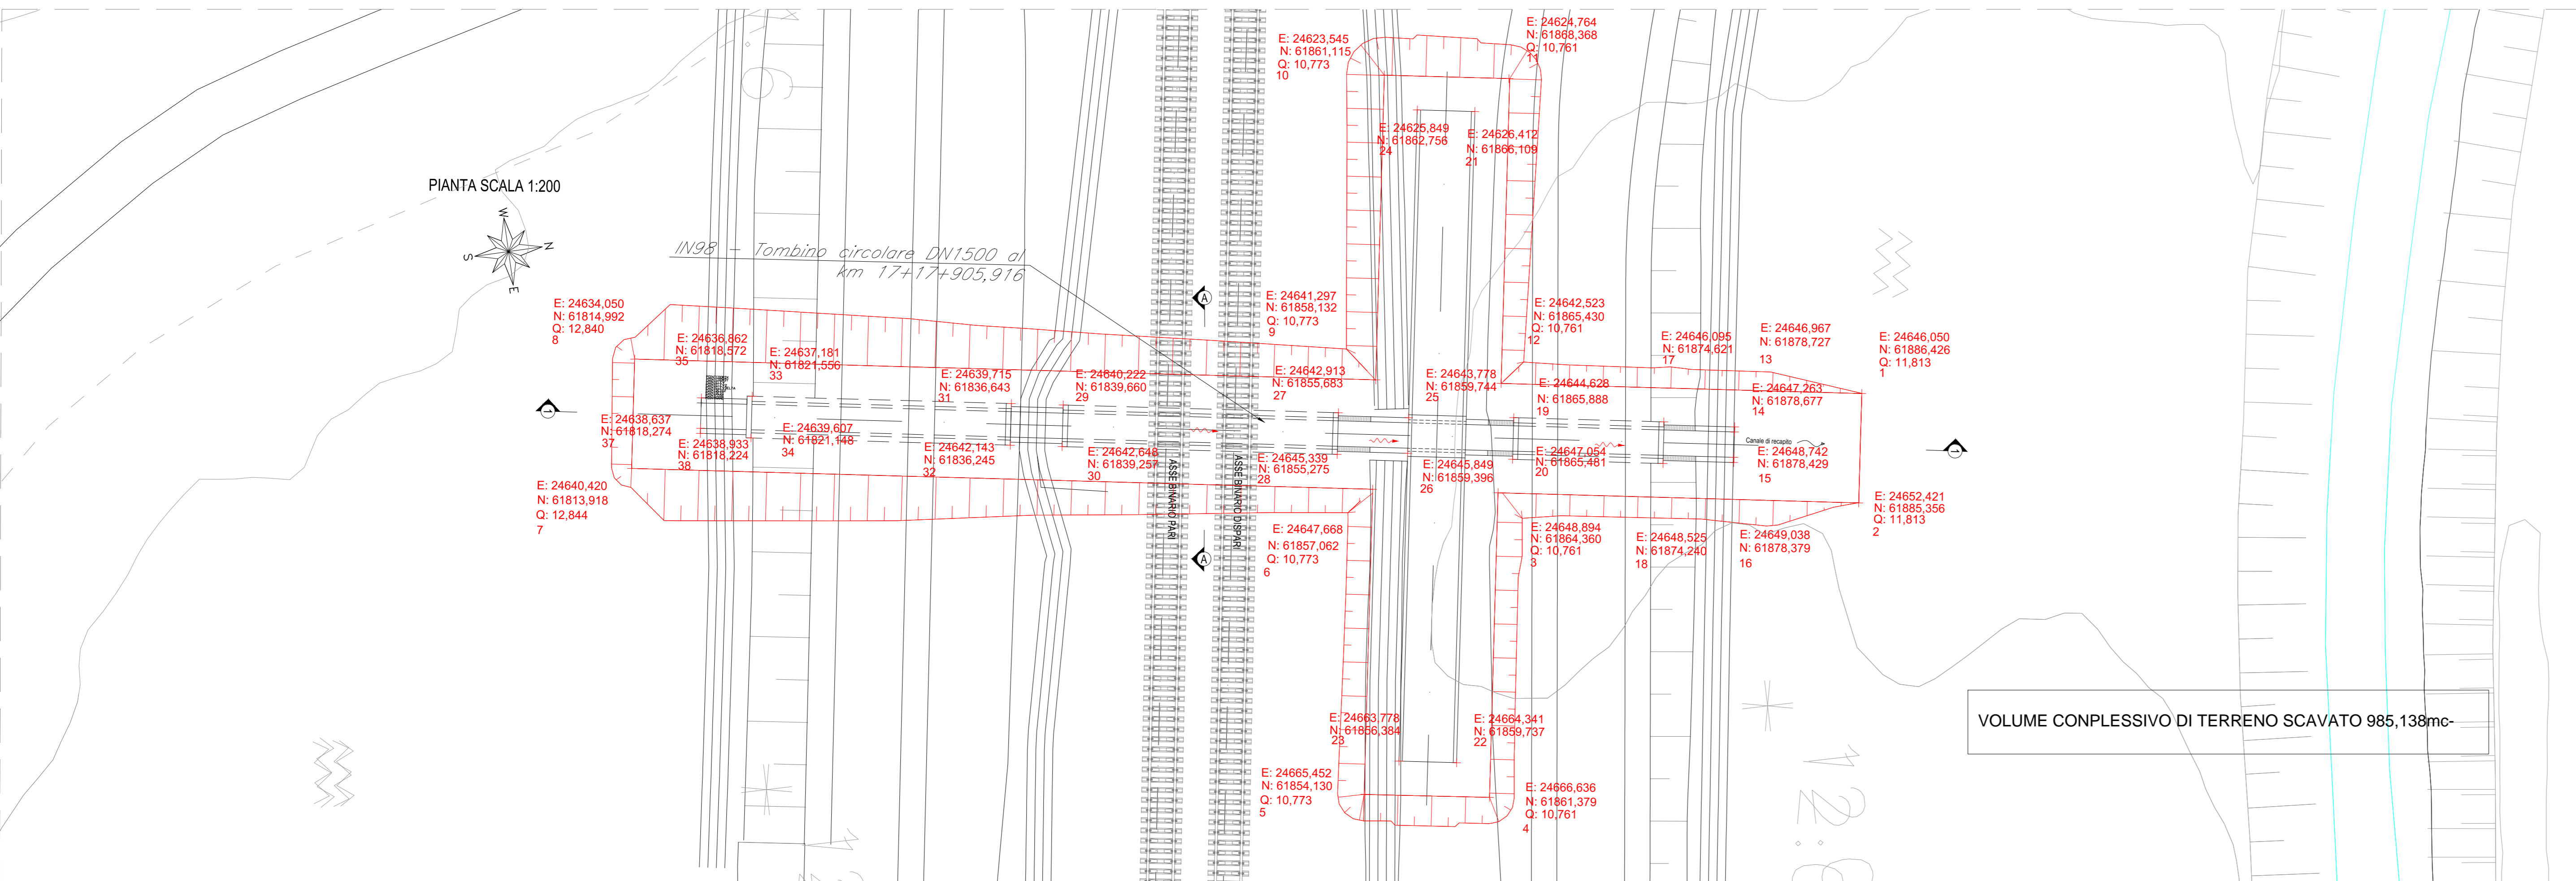 PIANTA SCALA 1:200
W
N
S
E
IN98 - Tombino circolare DN1500 al
km 17+17+905,916
E: 24623,545
N: 61861,115
Q: 10,773
10
E: 24624,764
N: 61868,368
Q: 10,761
11
E: 24625,849
N: 61862,756
24
E: 24626,412
N: 61866,109
21
E: 24634,050
N: 61814,992
Q: 12,840
8
E: 24636,862
N: 61818,572
35
E: 24637,181
N: 61821,556
33
E: 24639,715
N: 61836,643
31
E: 24640,222
N: 61839,660
29
A
E: 24641,297
N: 61858,132
Q: 10,773
9
E: 24642,913
N: 61855,683
27
E: 24643,778
N: 61859,744
25
E: 24642,523
N: 61865,430
Q: 10,761
12
E: 24644,628
N: 61865,888
19
E: 24646,095
N: 61874,621
17
E: 24646,967
N: 61878,727
13
E: 24647,263
N: 61878,677
14
E: 24646,050
N: 61886,426
Q: 11,813
1
1
E: 24638,637
N: 61818,274
37
E: 24638,933
N: 61818,224
38
E: 24639,607
N: 61821,148
34
E: 24642,143
N: 61836,245
32
E: 24642,648
N: 61839,257
30
ASSE BINARIO PARI
ASSE BINARIO DISPARI
E: 24645,339
N: 61855,275
28
E: 24645,849
N: 61859,396
26
E: 24647,054
N: 61865,481
20
Canale di recapito
E: 24648,742
N: 61878,429
15
1
E: 24640,420
N: 61813,918
Q: 12,844
7
A
E: 24647,668
N: 61857,062
Q: 10,773
6
E: 24648,894
N: 61864,360
Q: 10,761
3
E: 24648,525
N: 61874,240
18
E: 24649,038
N: 61878,379
16
E: 24652,421
N: 61885,356
Q: 11,813
2
E: 24663,778
N: 61856,384
23
E: 24664,341
N: 61859,737
22
E: 24665,452
N: 61854,130
Q: 10,773
5
E: 24666,636
N: 61861,379
Q: 10,761
4
VOLUME CONPLESSIVO DI TERRENO SCAVATO 985,138mc-